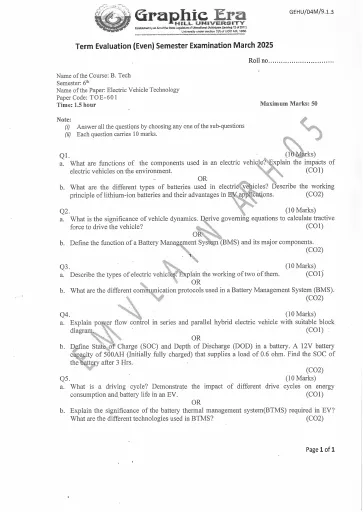 GEHU/04M/9.1.3
Graphic Era
HILL UNIVERSITY
Term Evaluation (Even) Semester Examination March 2025
Roll no..............................
Name of the Course: B. Tech
Semester: 6th
Name of the Paper: Electric Vehicle Technology
Paper Code: TOE-601
Time: 1.5 hour Maximum Marks: 50
Note:
(i) Answer all the questions by choosing any one of the sub-questions
(ii) Each question carries 10 marks.
Q1. (10 Marks)
a. What are functions of the components used in an electric vehicle? Explain the impacts of
electric vehicles on the environment. (CO1)
OR
b. What are the different types of batteries used in electric vehicles? Describe the working
principle of lithium-ion batteries and their advantages in EV applications. (CO2)
Q2. (10 Marks)
a. What is the significance of vehicle dynamics. Derive governing equations to calculate tractive
force to drive the vehicle? (CO1)
OR
b. Define the function of a Battery Management System (BMS) and its major components.
(CO2)
Q3. (10 Marks)
a. Describe the types of electric vehicles. Explain the working of two of them. (CO1)
OR
b. What are the different communication protocols used in a Battery Management System (BMS).
(CO2)
Q4. (10 Marks)
a. Explain power flow control in series and parallel hybrid electric vehicle with suitable block
diagram. (CO1)
OR
b. Define State of Charge (SOC) and Depth of Discharge (DOD) in a battery. A 12V battery
capacity of 500AH (Initially fully charged) that supplies a load of 0.6 ohm. Find the SOC of
the battery after 3 Hrs.
(CO2)
Q5. (10 Marks)
a. What is a driving cycle? Demonstrate the impact of different drive cycles on energy
consumption and battery life in an EV. (CO1)
OR
b. Explain the significance of the battery thermal management system(BTMS) required in EV?
What are the different technologies used in BTMS? (CO2)
Page 1 of 1